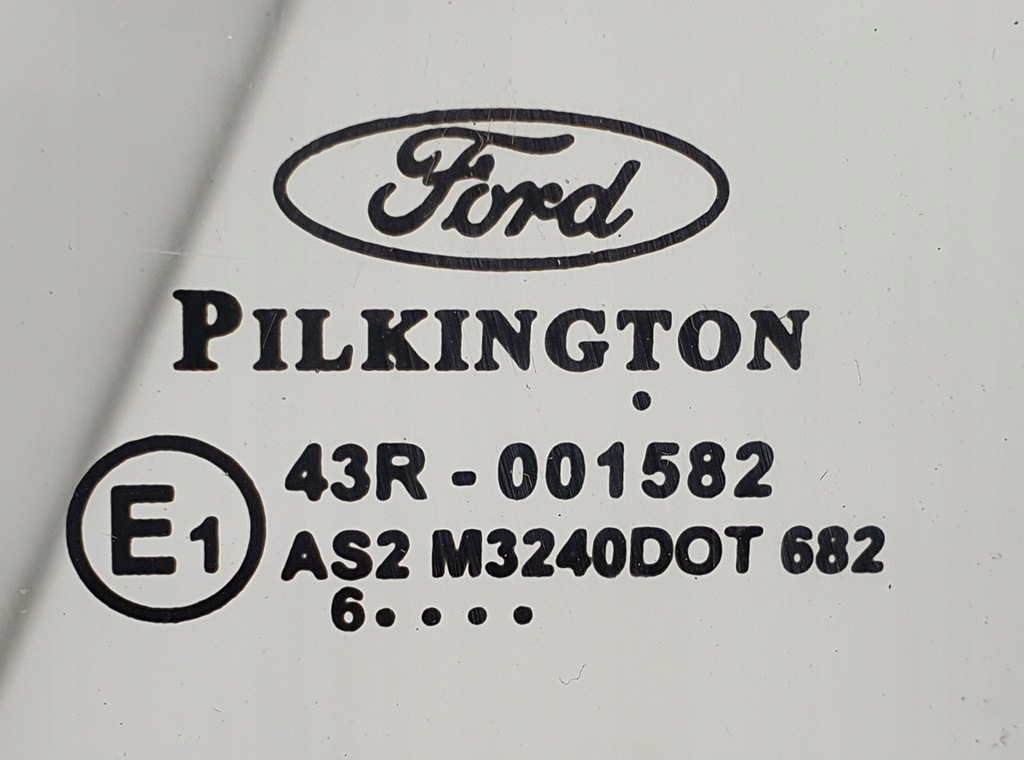 Ford
PILKINGTON
.
E1
43R - 001582
AS2 M3240DOT 682
6....